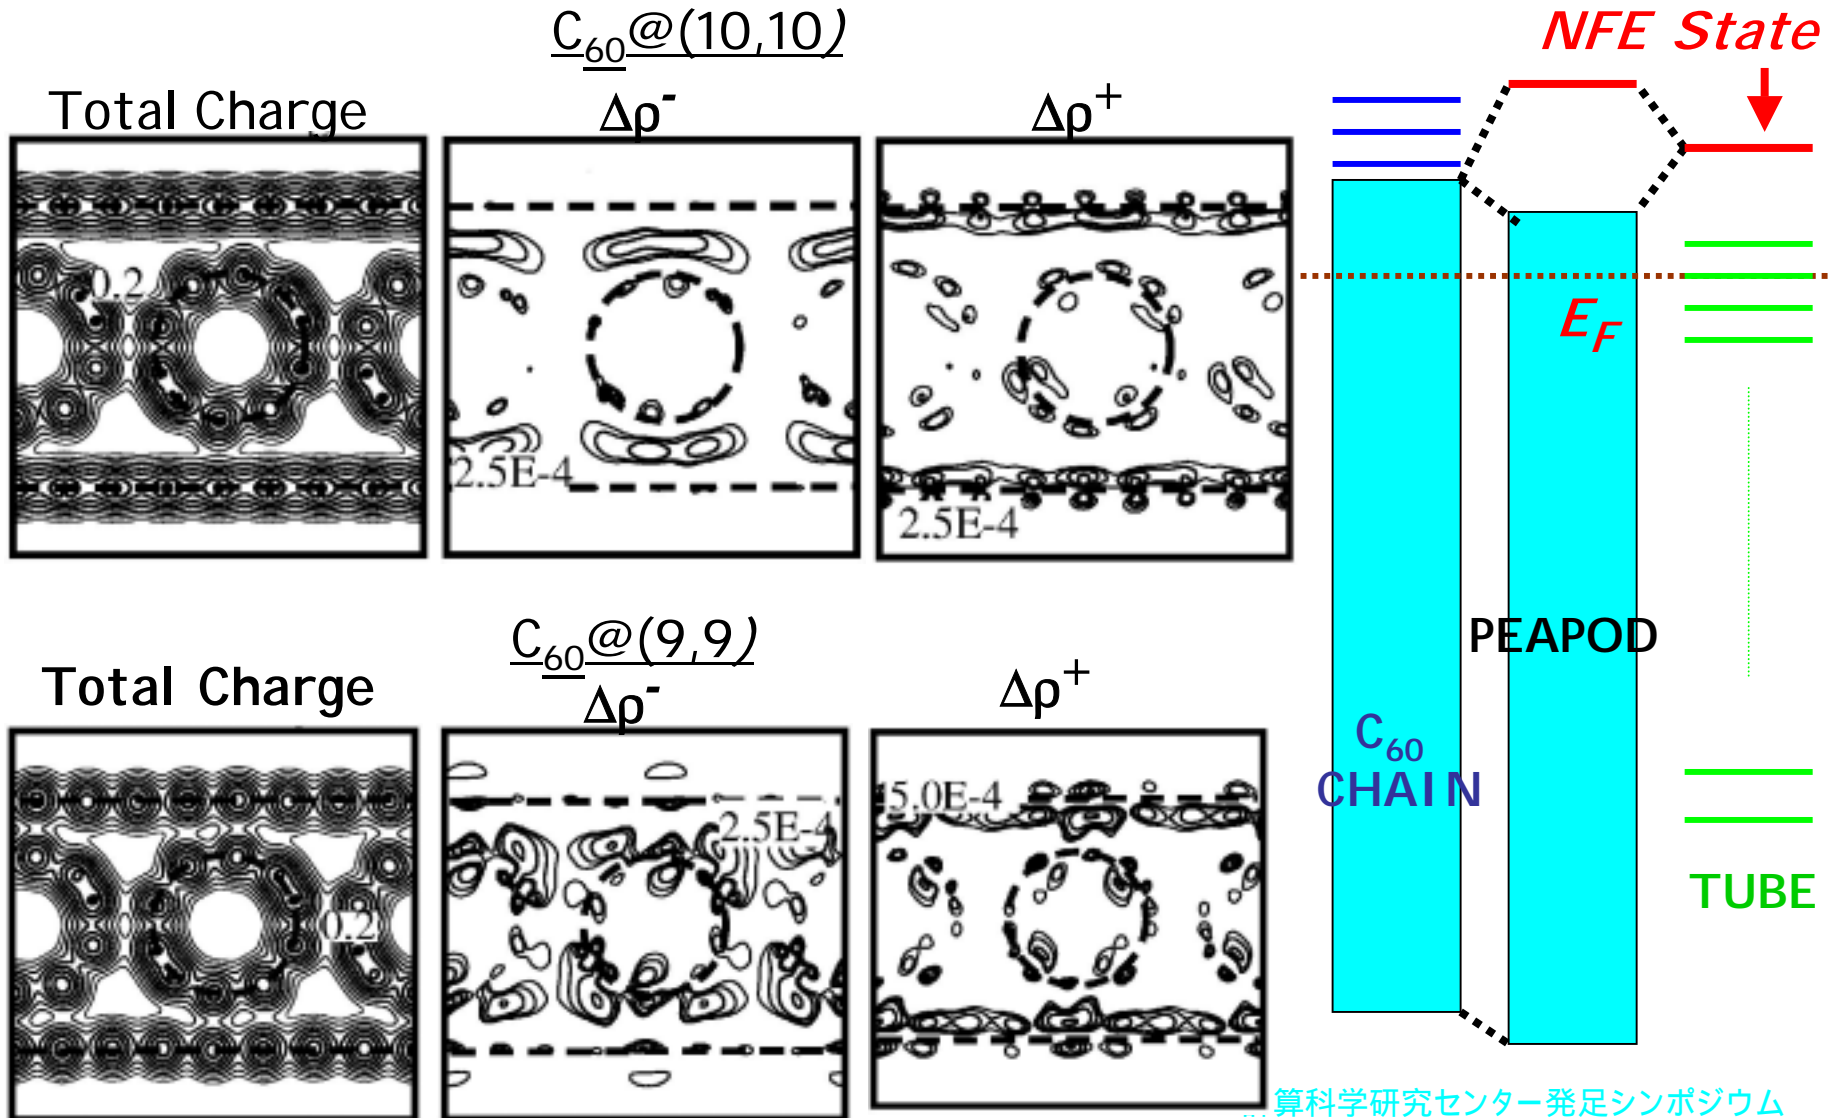 C60@(10,10)
Total Charge
Δρ-
Δρ+
0.2
2.5E-4
2.5E-4
C60@(9,9)
Total Charge
Δρ-
Δρ+
0.2
2.5E-4
5.0E-4
NFE State
EF
PEAPOD
C60
CHAIN
TUBE
算科学研究センター発足シンポジウム